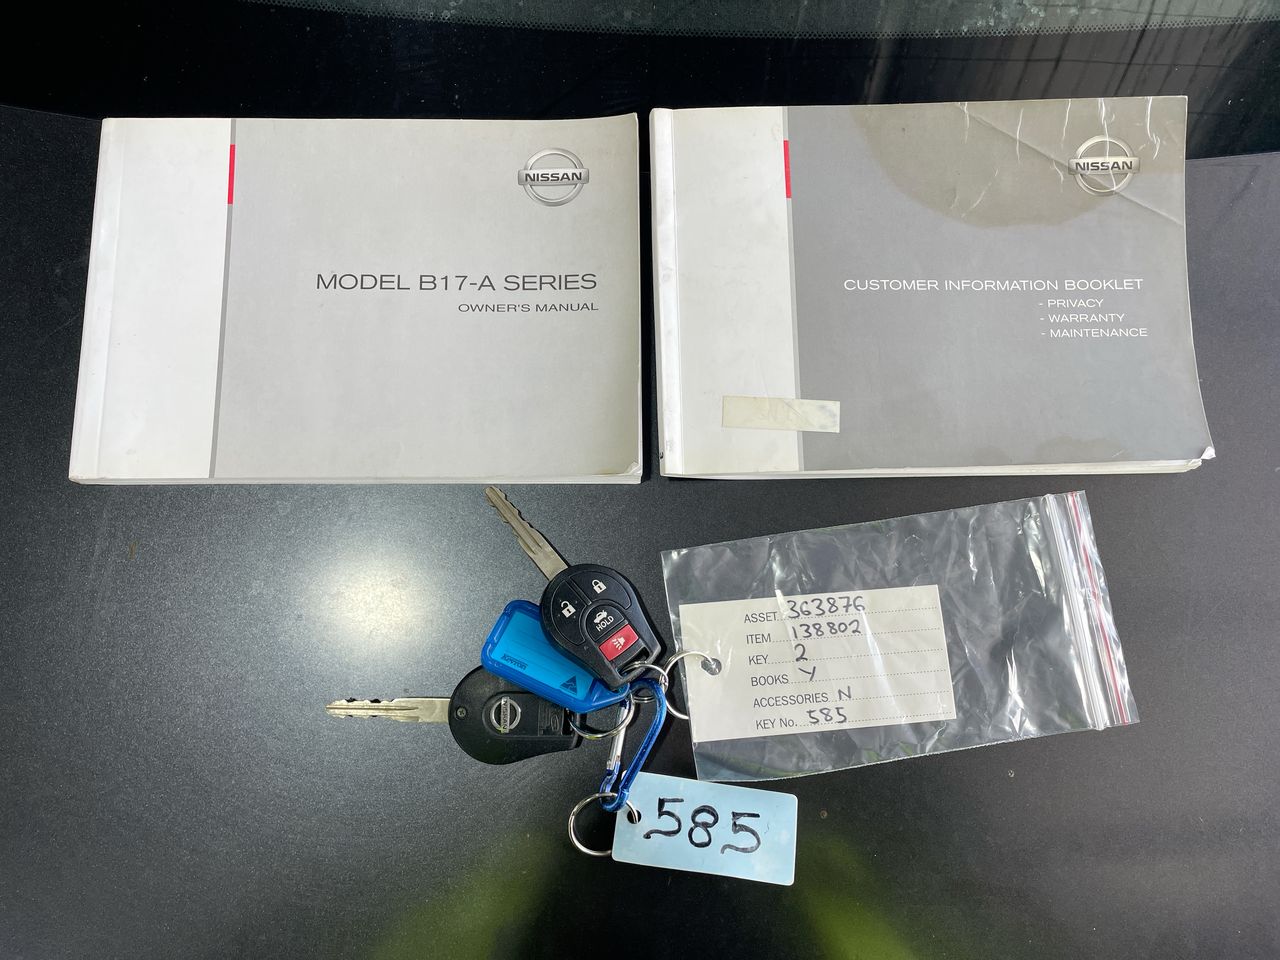 NISSAN
MODEL B17-A SERIES
OWNER'S MANUAL
NISSAN
CUSTOMER INFORMATION BOOKLET
- PRIVACY
- WARRANTY
- MAINTENANCE
HOLD
NISSAN
ASSET 363876
ITEM 138802
KEY 2
BOOKS Y
ACCESSORIES N
KEY No. 585
585